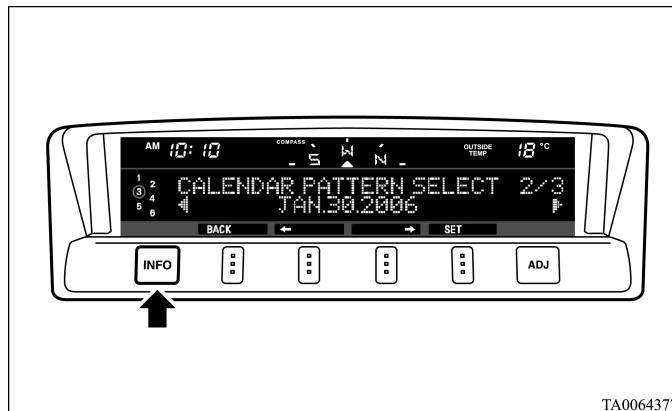 AM 10:10 COMPASS S W N OUTSIDE TEMP 18 °C
1 2 3 4 5 6
CALENDAR PATTERN SELECT 2/3
JAN.30.2006
BACK ← → SET
INFO ADJ